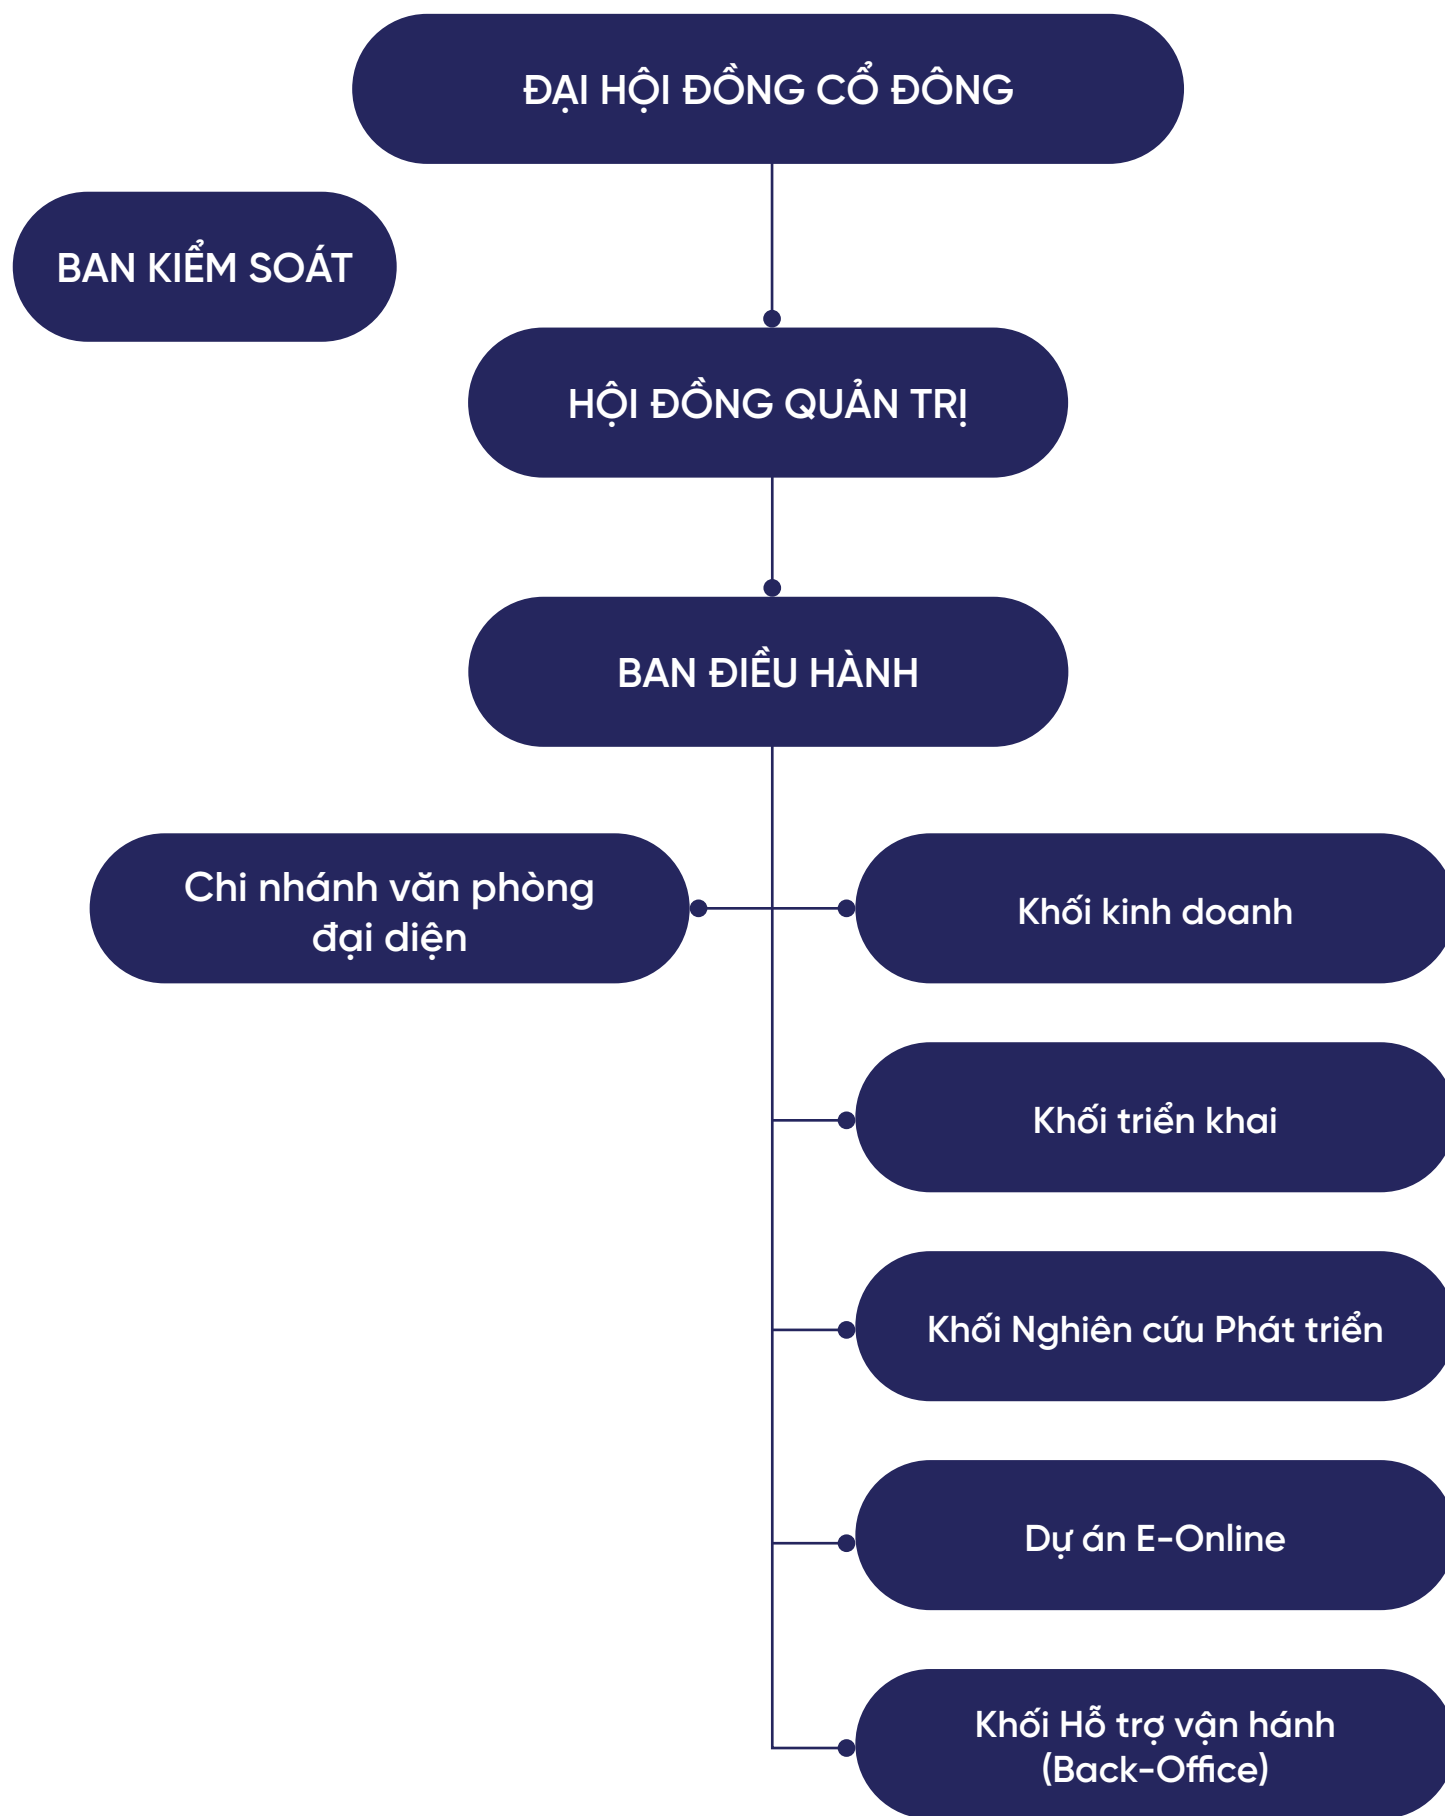 ĐẠI HỘI ĐỒNG CỔ ĐÔNG
BAN KIỂM SOÁT
HỘI ĐỒNG QUẢN TRỊ
BAN ĐIỀU HÀNH
Chi nhánh văn phòng
đại diện
Khối kinh doanh
Khối triển khai
Khối Nghiên cứu Phát triển
Dự án E-Online
Khối Hỗ trợ vận hánh
(Back-Office)